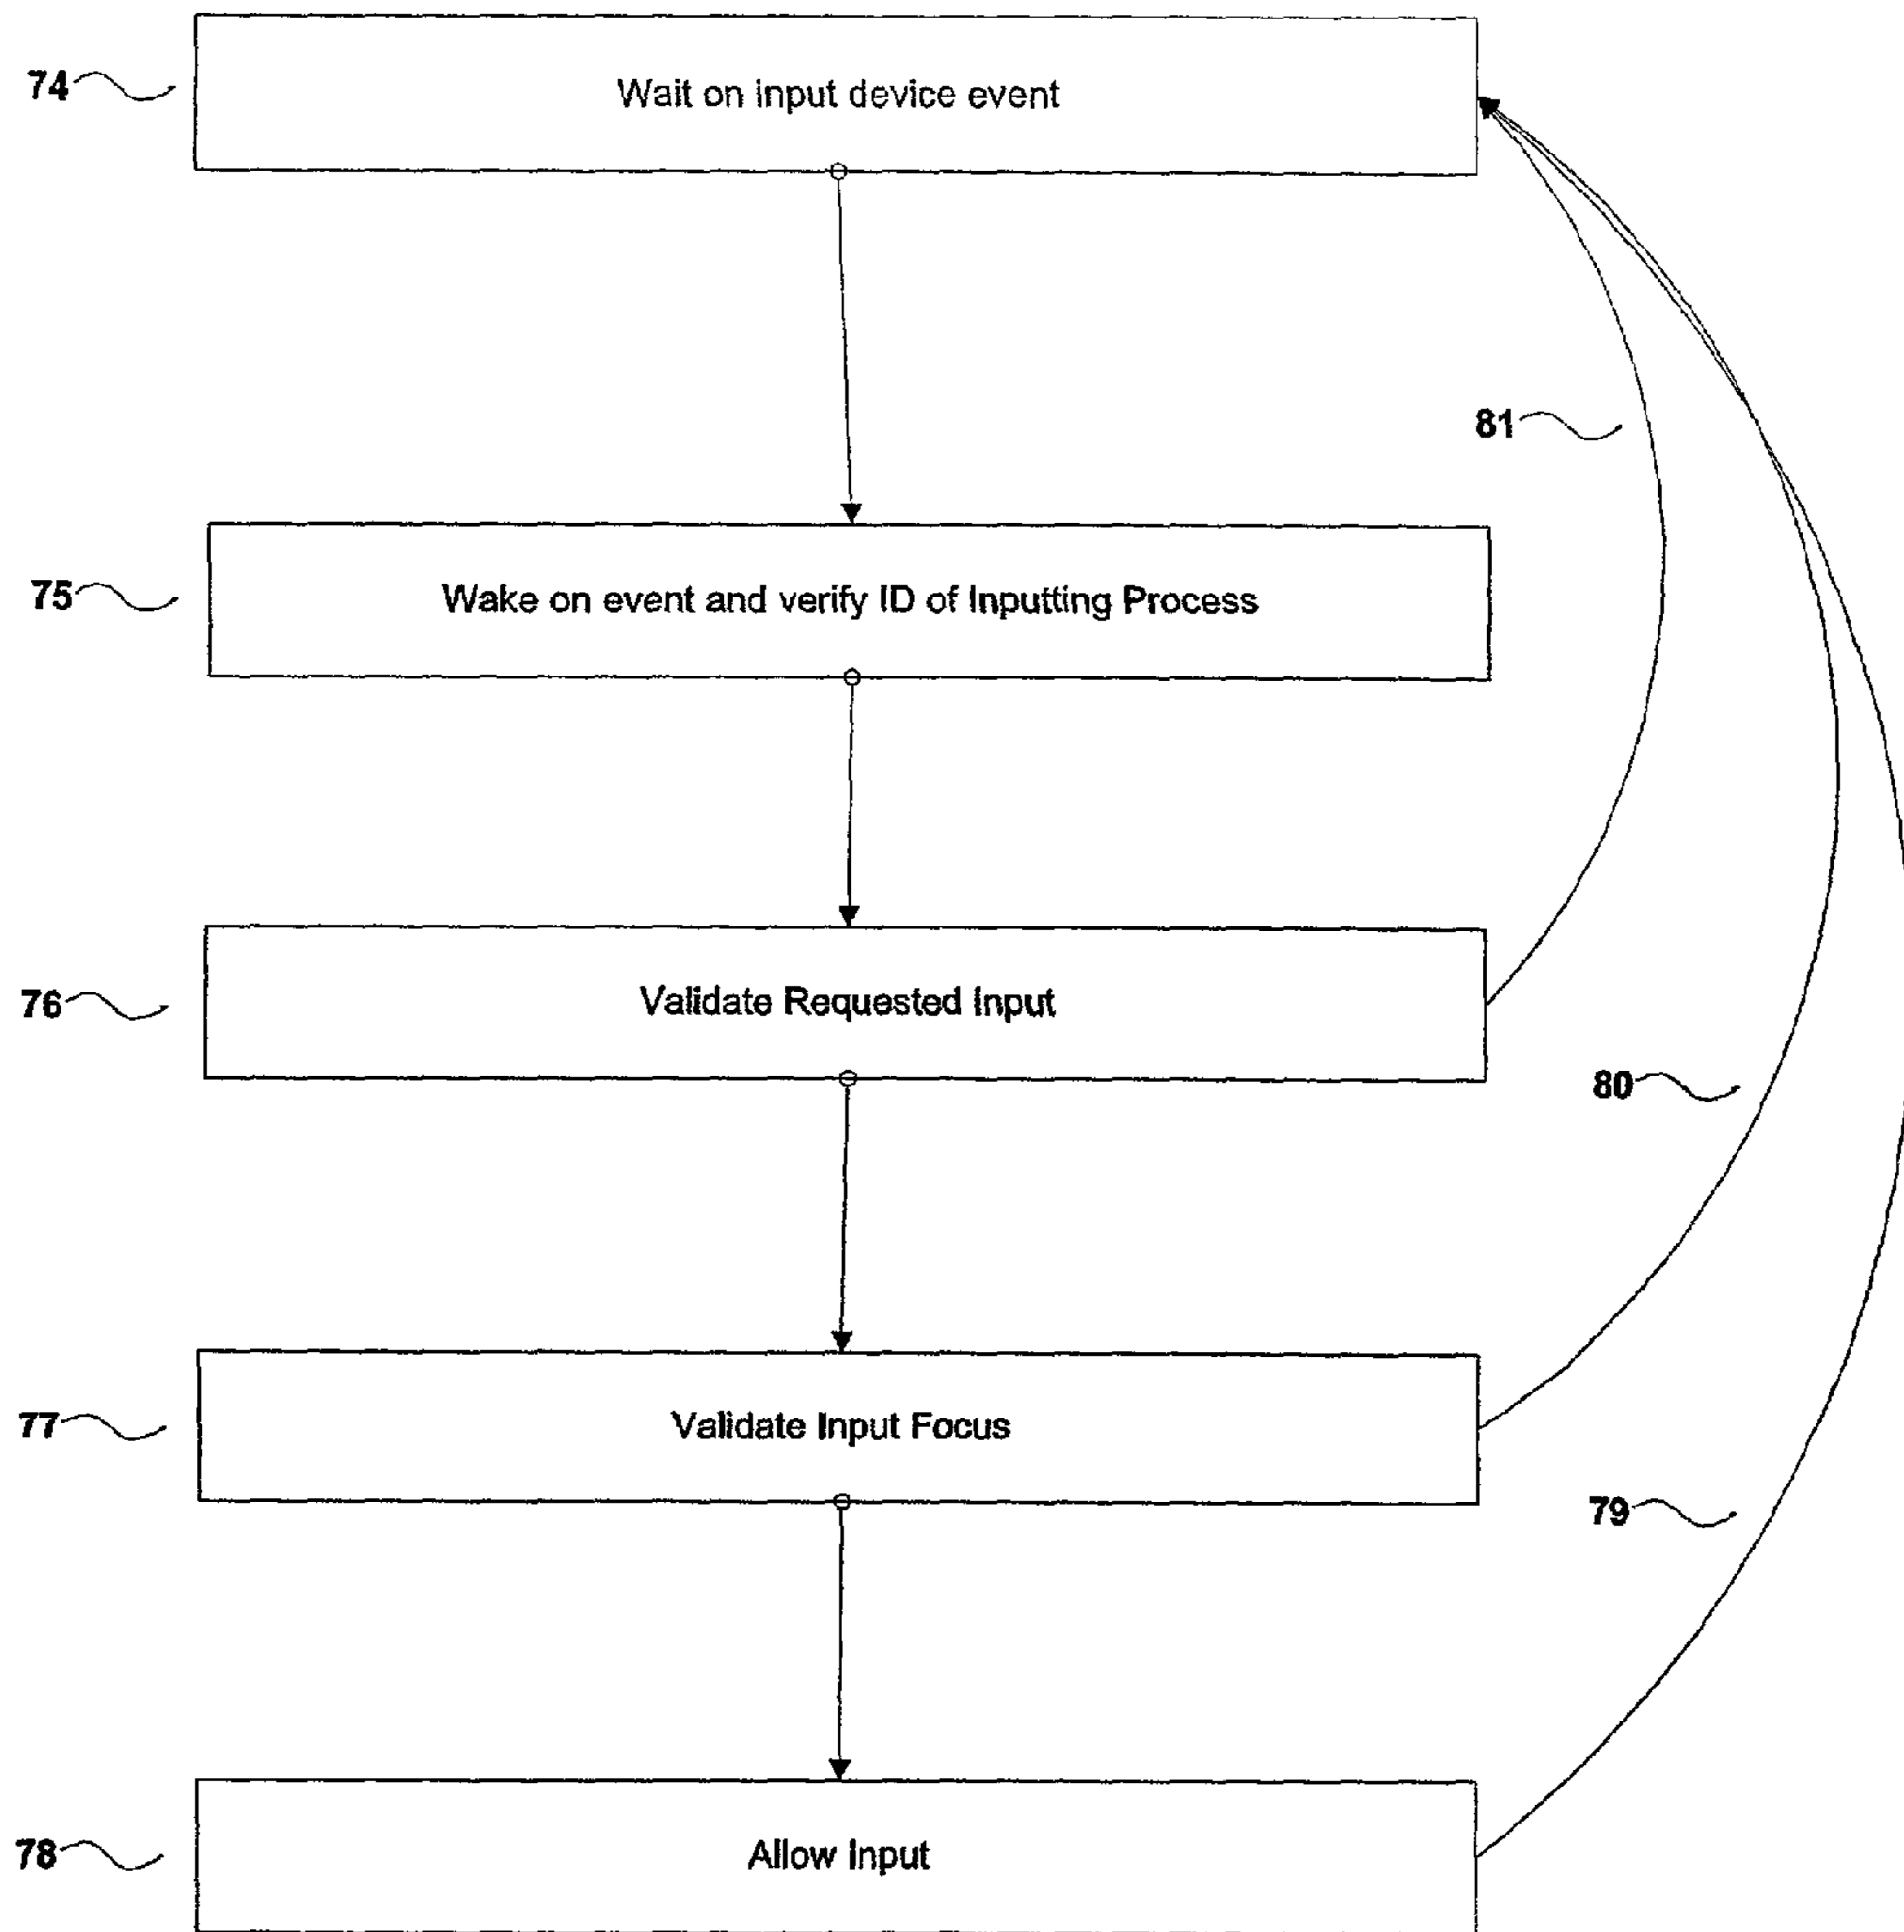 74
Wait on input device event
81
75
Wake on event and verify ID of Inputting Process
76
Validate Requested Input
80
77
Validate Input Focus
79
78
Allow Input